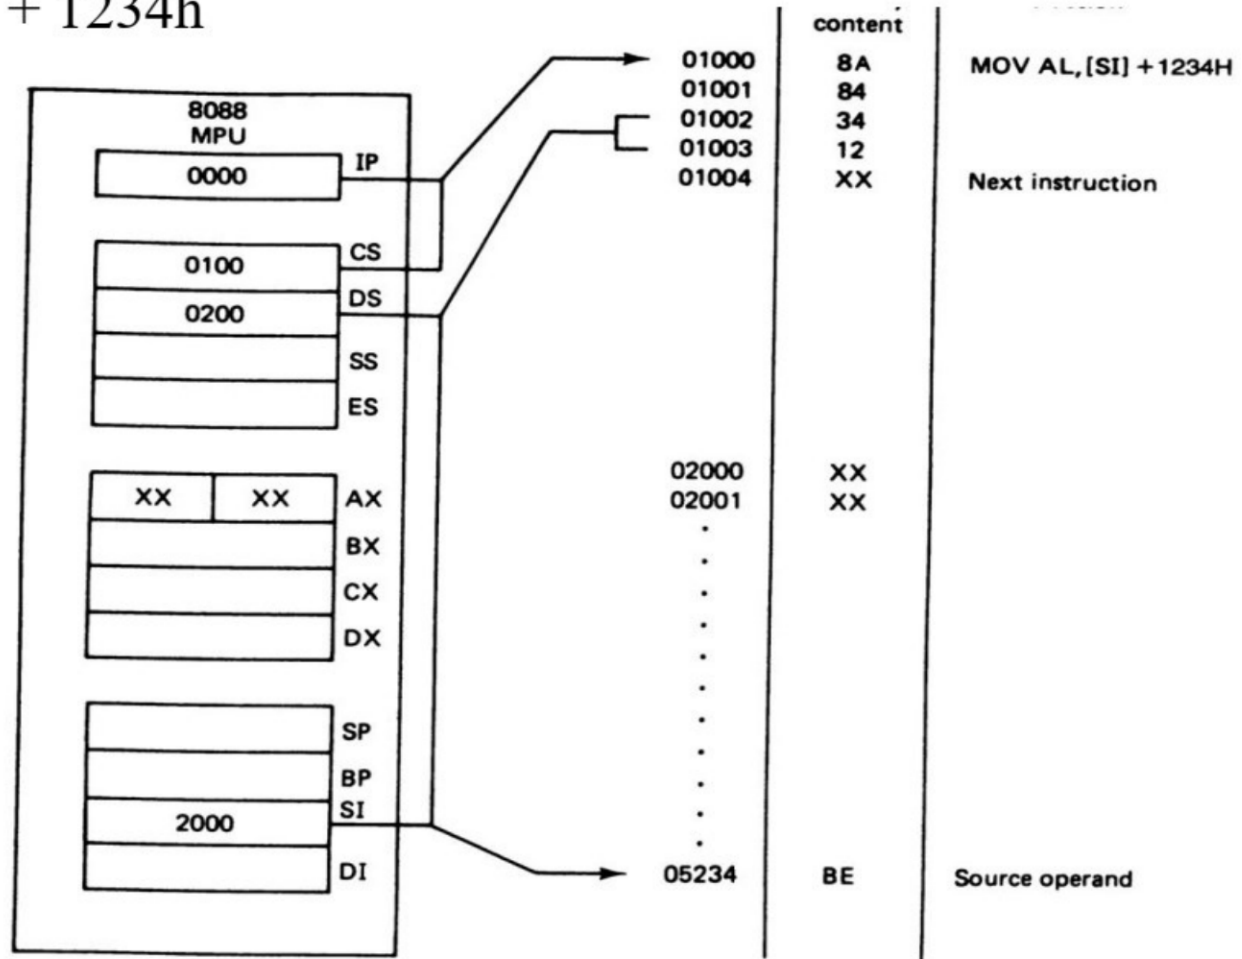 + 1234h
content
8088
MPU
0000 IP
0100 CS
0200 DS
SS
ES
XX XX AX
BX
CX
DX
SP
BP
2000 SI
DI
01000 8A MOV AL, [SI] +1234H
01001 84
01002 34
01003 12
01004 XX Next instruction
02000 XX
02001 XX
05234 BE Source operand